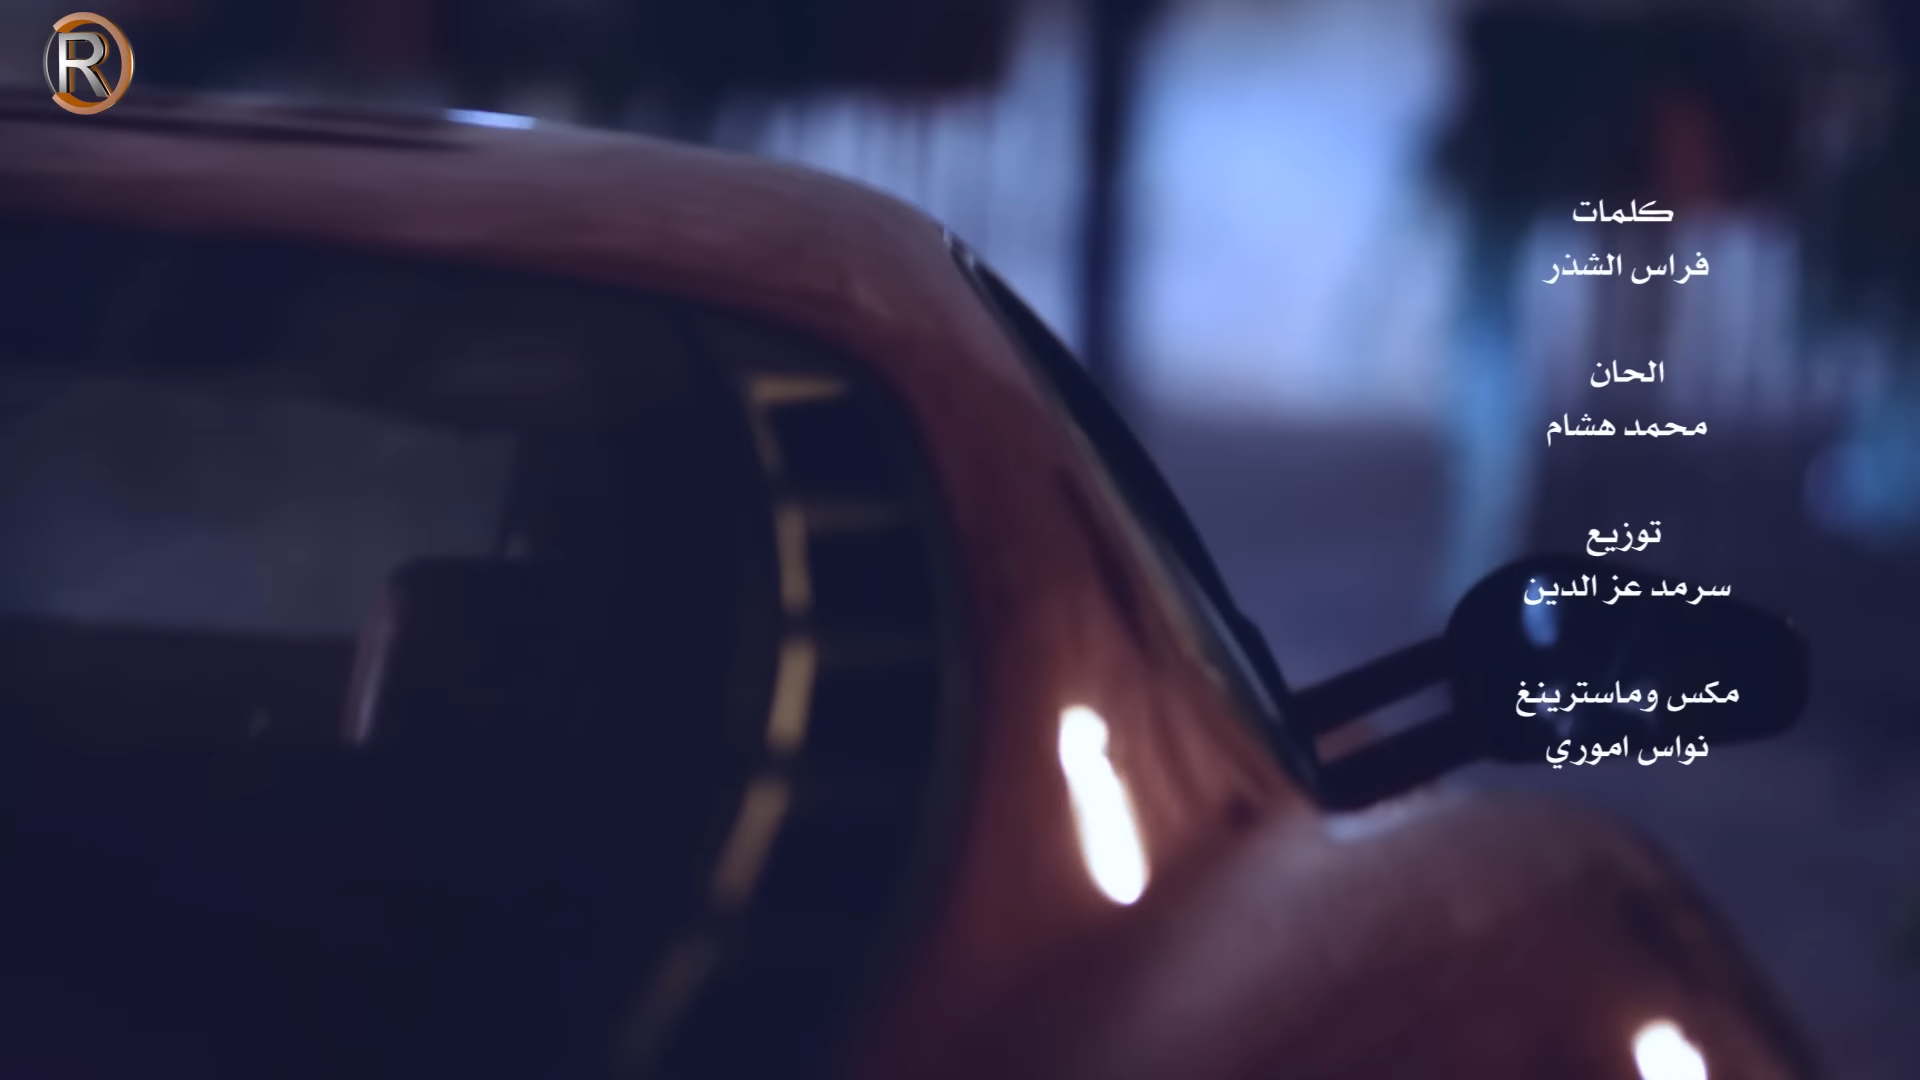 R
كلمات
فراس الشذر
الحان
محمد هشام
توزيع
سرمد عز الدين
مكس وماسترينغ
نواس اموري